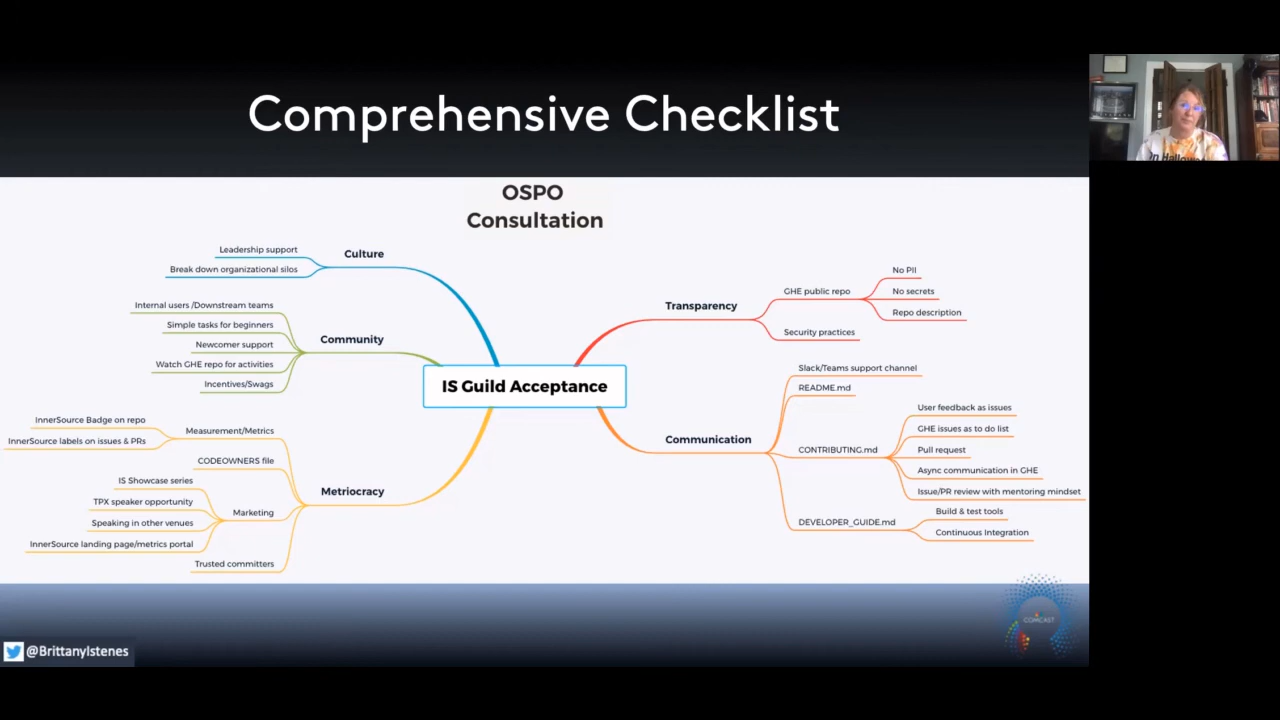 Comprehensive Checklist
OSPO
Consultation
Culture
Leadership support
Break down organizational silos
Community
Internal users /Downstream teams
Simple tasks for beginners
Newcomer support
Watch GHE repo for activities
Incentives/Swags
Metriocracy
Measurement/Metrics
InnerSource Badge on repo
InnerSource labels on issues & PRs
CODEOWNERS file
Marketing
IS Showcase series
TPX speaker opportunity
Speaking in other venues
InnerSource landing page/metrics portal
Trusted committers
IS Guild Acceptance
Transparency
GHE public repo
No PII
No secrets
Repo description
Security practices
Communication
Slack/Teams support channel
README.md
CONTRIBUTING.md
User feedback as issues
GHE issues as to do list
Pull request
Async communication in GHE
Issue/PR review with mentoring mindset
DEVELOPER_GUIDE.md
Build & test tools
Continuous Integration
COMCAST
@BrittanyIstenes